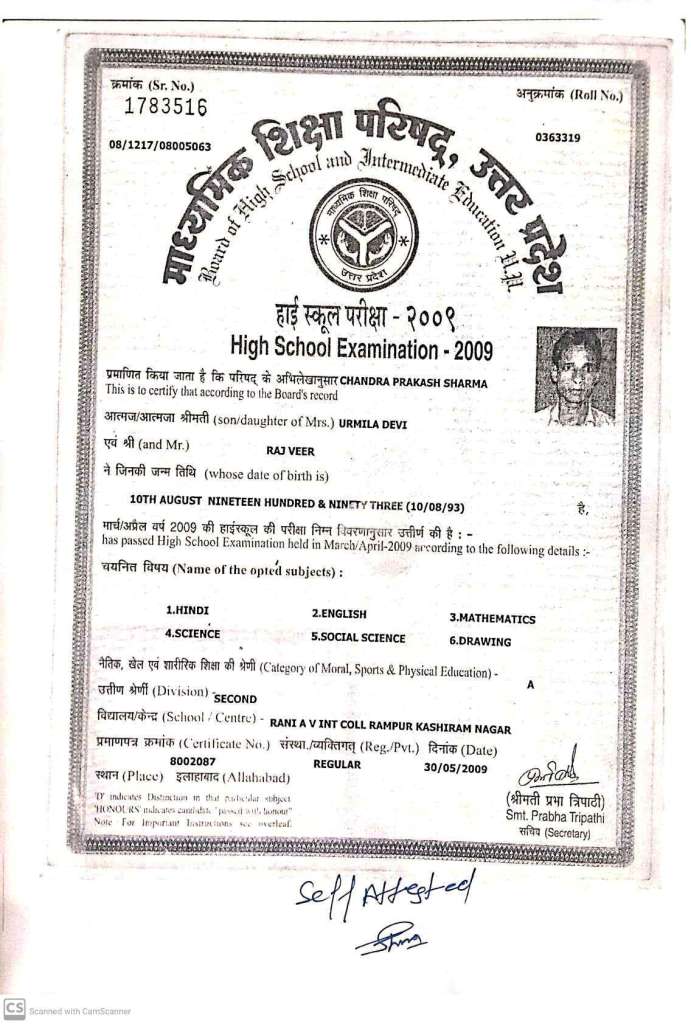 क्रमांक (Sr. No.)
1783516
अनुक्रमांक (Roll No.)
0363319
08/1217/08005063
माध्यमिक शिक्षा परिषद्, उत्तर प्रदेश
Board of High School and Intermediate Education U.P.
माध्यमिक शिक्षा परिषद्
उत्तर प्रदेश
हाई स्कूल परीक्षा - २००९
High School Examination - 2009
प्रमाणित किया जाता है कि परिषद् के अभिलेखानुसार CHANDRA PRAKASH SHARMA
This is to certify that according to the Board's record
आत्मज/आत्मजा श्रीमती (son/daughter of Mrs.) URMILA DEVI
एवं श्री (and Mr.) RAJ VEER
ने जिनकी जन्म तिथि (whose date of birth is)
10TH AUGUST NINETEEN HUNDRED & NINETY THREE (10/08/93) है,
मार्च/अप्रैल वर्ष 2009 की हाईस्कूल की परीक्षा निम्न विवरणानुसार उत्तीर्ण की है : -
has passed High School Examination held in March/April-2009 according to the following details :-
चयनित विषय (Name of the opted subjects) :
1.HINDI 2.ENGLISH 3.MATHEMATICS
4.SCIENCE 5.SOCIAL SCIENCE 6.DRAWING
नैतिक, खेल एवं शारीरिक शिक्षा की श्रेणी (Category of Moral, Sports & Physical Education) - A
उत्तीण श्रेणी (Division) - SECOND
विद्यालय/केन्द्र (School / Centre) - RANI A V INT COLL RAMPUR KASHIRAM NAGAR
प्रमाणपत्र क्रमांक (Certificate No.) संस्था./व्यक्तिगत् (Reg./Pvt.) दिनांक (Date)
8002087 REGULAR 30/05/2009
स्थान (Place) इलाहाबाद (Allahabad)
'D' indicates Distinction in that particular subject
'HONOURS' indicates candidate "passed with honour"
Note For Important Instructions see overleaf.
(श्रीमती प्रभा त्रिपाठी)
Smt. Prabha Tripathi
सचिव (Secretary)
Self Attested
CS Scanned with CamScanner